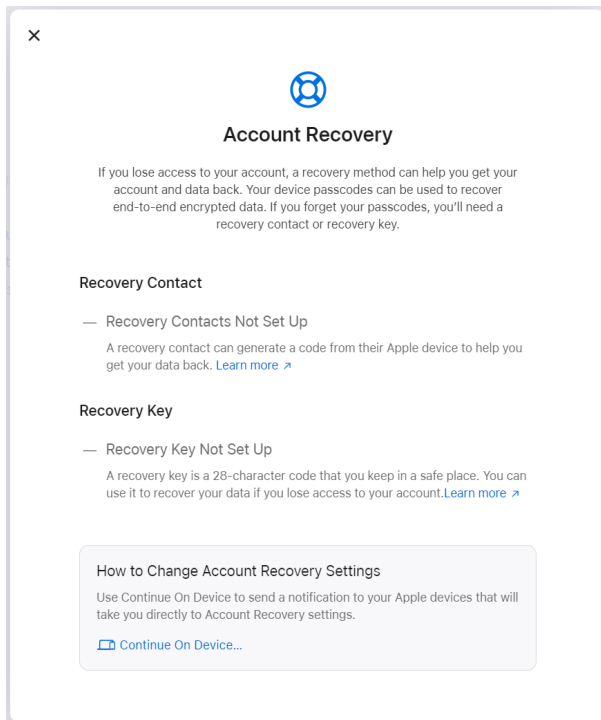 Account Recovery
If you lose access to your account, a recovery method can help you get your
account and data back. Your device passcodes can be used to recover
end-to-end encrypted data. If you forget your passcodes, you’ll need a
recovery contact or recovery key.
Recovery Contact
— Recovery Contacts Not Set Up
A recovery contact can generate a code from their Apple device to help you
get your data back. Learn more ↗
Recovery Key
— Recovery Key Not Set Up
A recovery key is a 28-character code that you keep in a safe place. You can
use it to recover your data if you lose access to your account.Learn more ↗
How to Change Account Recovery Settings
Use Continue On Device to send a notification to your Apple devices that will
take you directly to Account Recovery settings.
Continue On Device...